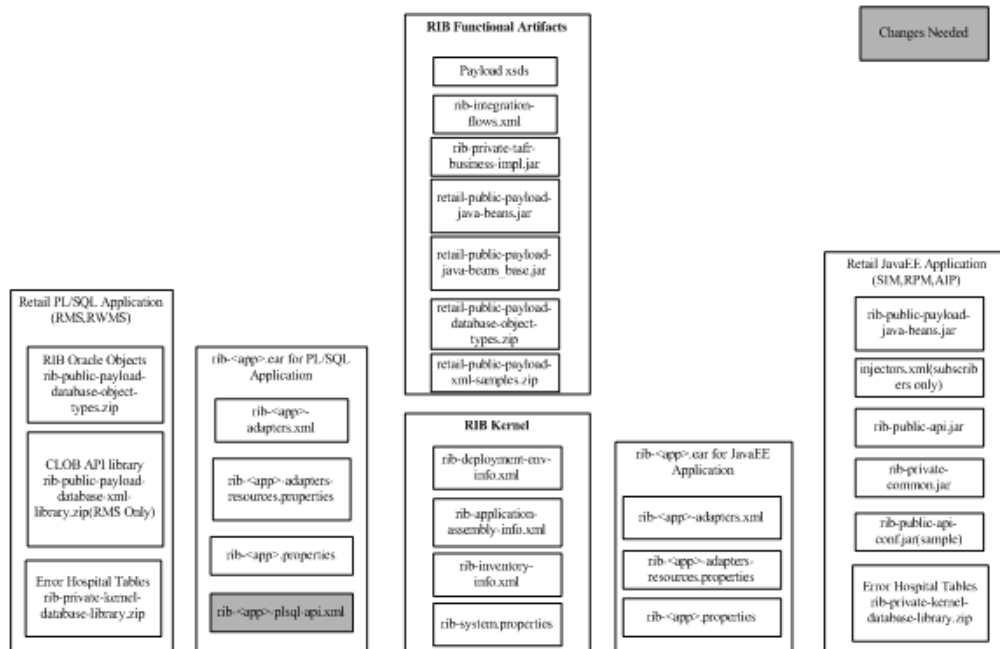 RIB Functional Artifacts
Payload xsds
rib-integration-
flows.xml
rib-private-tafr-
business-impl.jar
retail-public-payload-
java-beans.jar
retail-public-payload-
java-beans_base.jar
retail-public-payload-
database-object-
types.zip
retail-public-payload-
xml-samples.zip
Changes Needed
Retail PL/SQL Application
(RMS,RWMS)
RIB Oracle Objects
rib-public-payload-
database-object-
types.zip
CLOB API library
rib-public-payload-
database-xml-
library.zip(RMS Only)
Error Hospital Tables
rib-private-kernel-
database-library.zip
rib-<app>.ear for PL/SQL
Application
rib-<app>-
adapters.xml
rib-<app>-adapters-
resources.properties
rib-<app>.properties
rib-<app>-plsql-api.xml
RIB Kernel
rib-deployment-env-
info.xml
rib-application-
assembly-info.xml
rib-inventory-
info.xml
rib-system.properties
rib-<app>.ear for JavaEE
Application
rib-<app>-adapters.xml
rib-<app>-adapters-
resources.properties
rib-<app>.properties
Retail JavaEE Application
(SIM,RPM,AIP)
rib-public-payload-
java-beans.jar
injectors.xml(subscri
bers only)
rib-public-api.jar
rib-private-
common.jar
rib-public-api-
conf.jar(sample)
Error Hospital Tables
rib-private-kernel-
database-library.zip